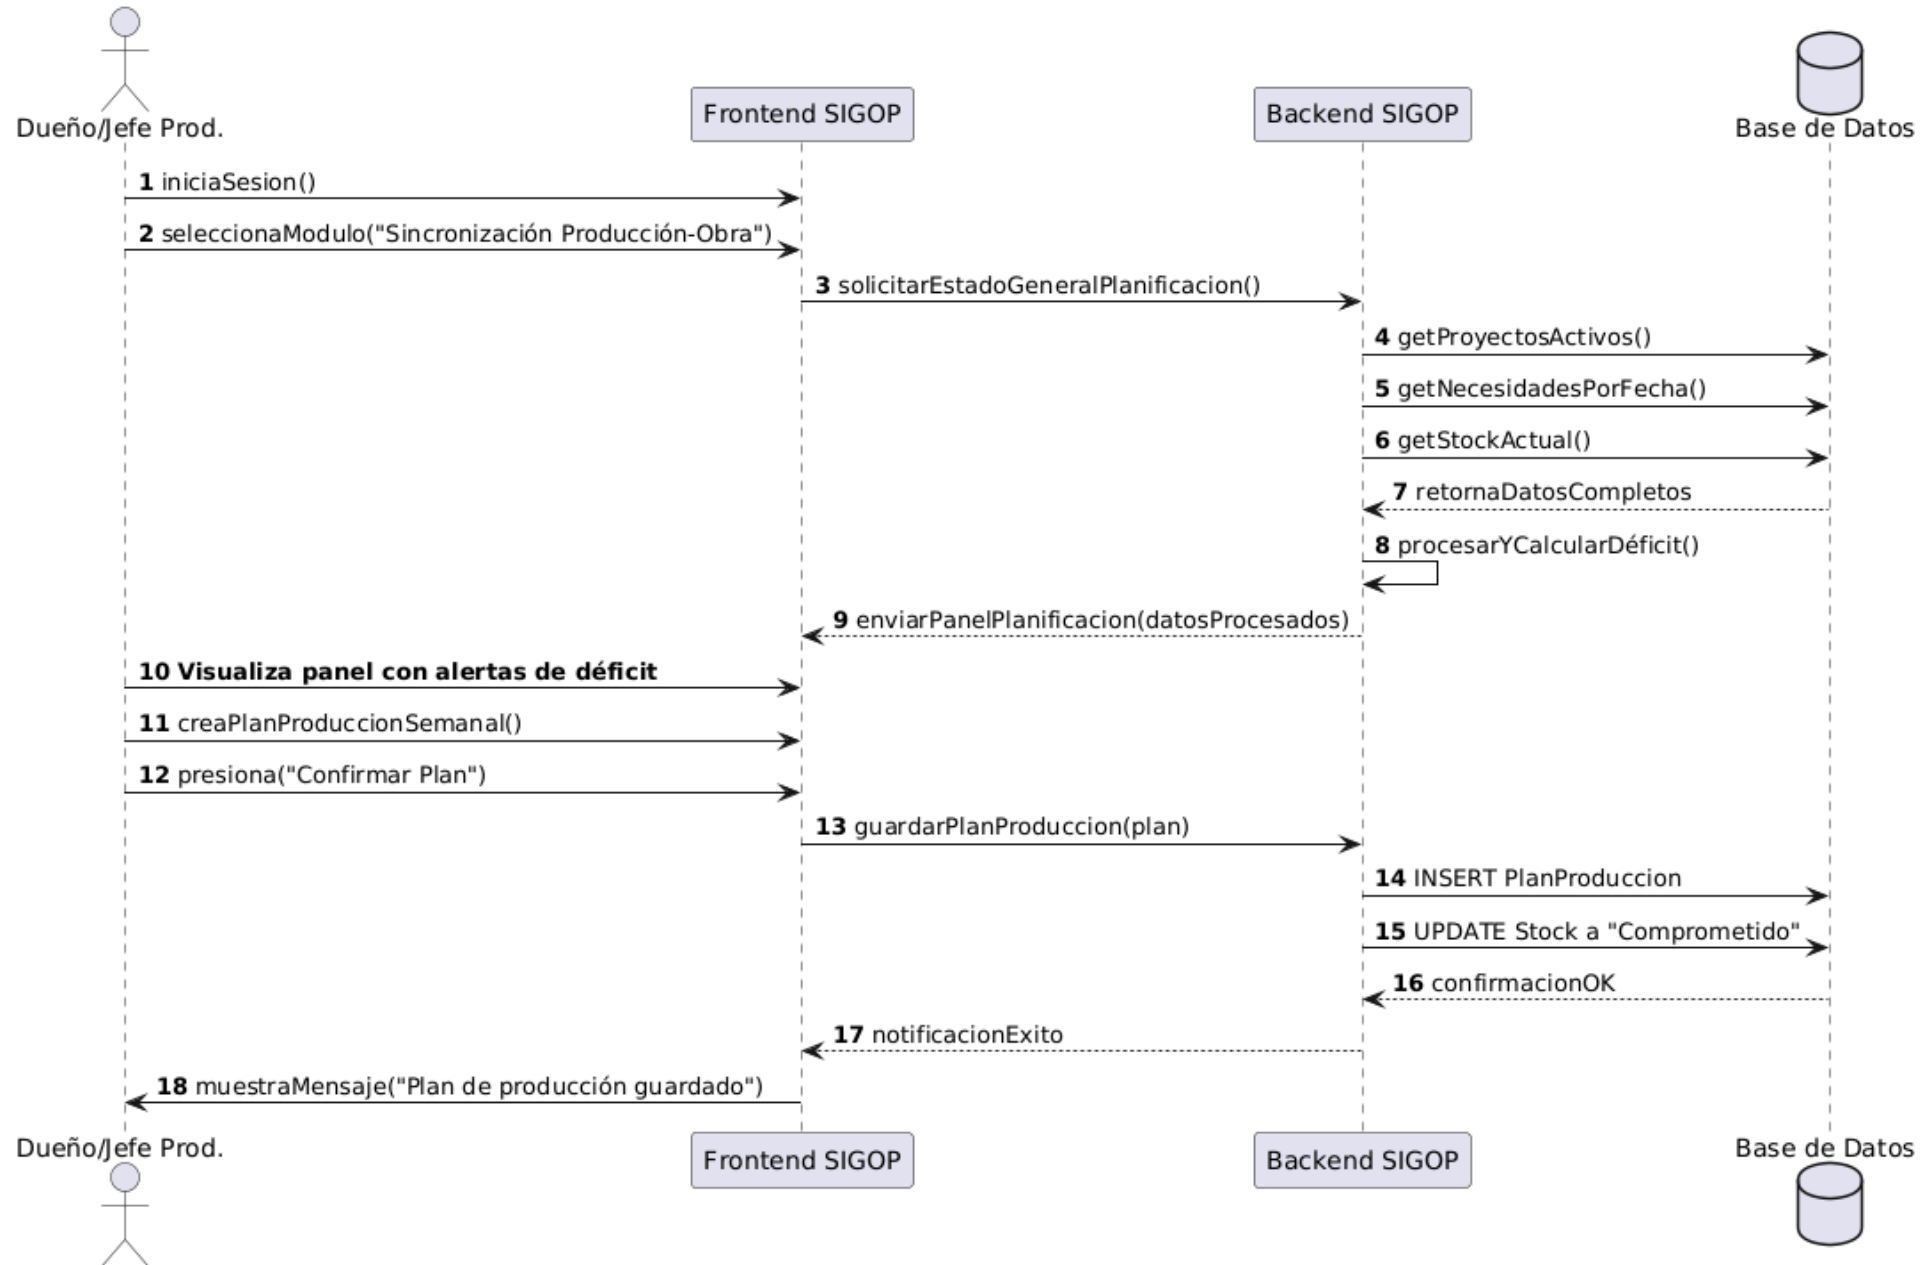 Dueño/Jefe Prod.
Frontend SIGOP
Backend SIGOP
Base de Datos
1 iniciaSesion()
2 seleccionaModulo("Sincronización Producción-Obra")
3 solicitarEstadoGeneralPlanificacion()
4 getProyectosActivos()
5 getNecesidadesPorFecha()
6 getStockActual()
7 retornaDatosCompletos
8 procesarYCalcularDéficit()
9 enviarPanelPlanificacion(datosProcesados)
10 Visualiza panel con alertas de déficit
11 creaPlanProduccionSemanal()
12 presiona("Confirmar Plan")
13 guardarPlanProduccion(plan)
14 INSERT PlanProduccion
15 UPDATE Stock a "Comprometido"
16 confirmacionOK
17 notificacionExito
18 muestraMensaje("Plan de producción guardado")
Dueño/Jefe Prod.
Frontend SIGOP
Backend SIGOP
Base de Datos